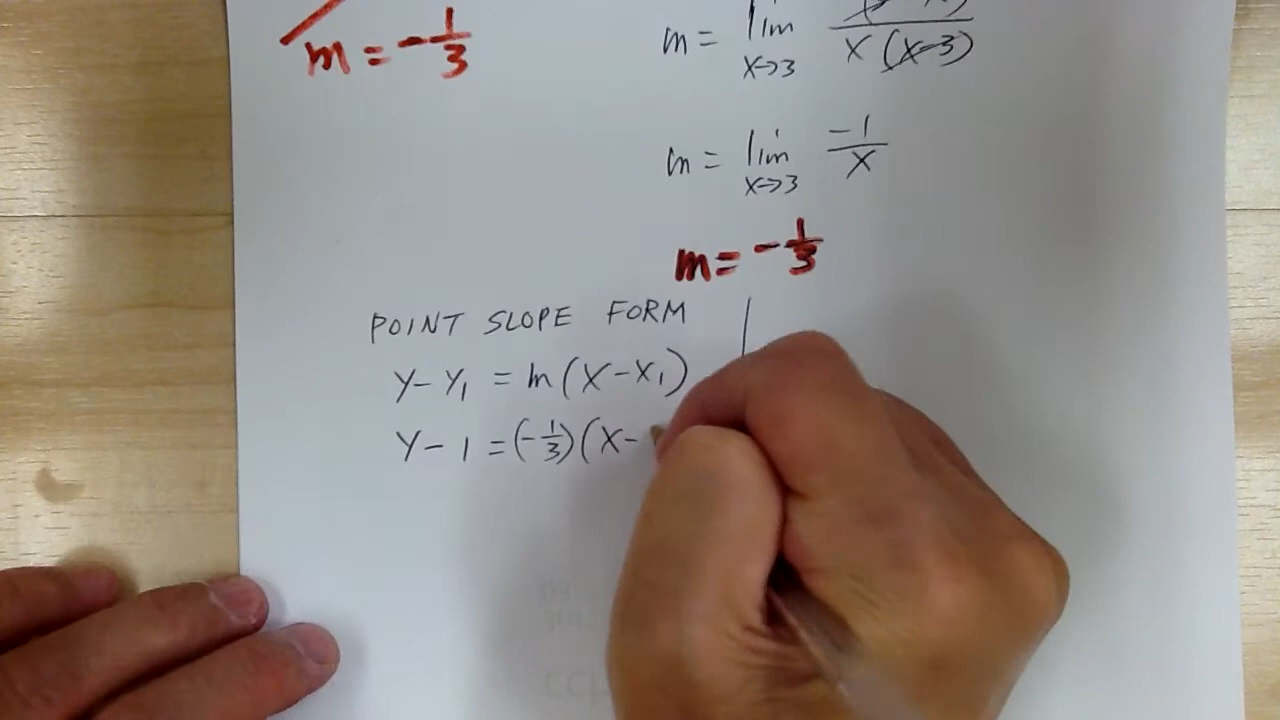 m = -1/3
m = lim x→3 x(x-3)
m = lim x→3 -1/x
m = -1/3
POINT SLOPE FORM
y - y₁ = m(x - x₁)
y - 1 = (-1/3)(x -